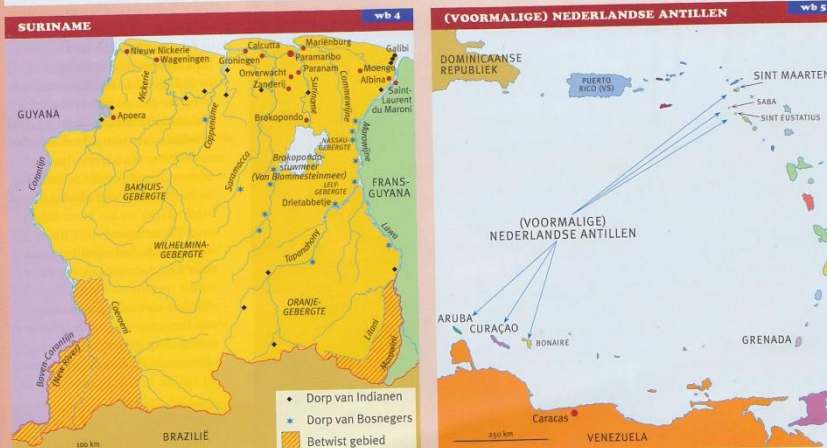 SURINAME
wb 4
Nieuw Nickerie
Wageningen
Calcutta
Groningen
Mariënburg
Paramaribo
Onverwacht
Paranam
Zanderij
Galibi
Moengo
Albina
Saint-
Laurent
du Maroni
Nickerie
Coppename
Suriname
Commewijne
Marowijne
GUYANA
Apoera
Brokopondo
Corantijn
Saramacca
NASSAU-
GEBERGTE
Brokopondo-
stuwmeer
(Van Blommesteinmeer)
LELY-
GEBERGTE
FRANS-
GUYANA
BAKHUIS-
GEBERGTE
Drietabbetje
WILHELMINA-
GEBERGTE
Tapanahony
Lawa
ORANJE-
GEBERGTE
Coeroeni
Litani
Marowini
Boven-Corantijn
(New River)
BRAZILIË
100 km
Dorp van Indianen
Dorp van Bosnegers
Betwist gebied
(VOORMALIGE) NEDERLANDSE ANTILLEN
wb 5
DOMINICAANSE
REPUBLIEK
PUERTO
RICO (VS)
SINT MAARTEN
SABA
SINT EUSTATIUS
(VOORMALIGE)
NEDERLANDSE ANTILLEN
ARUBA
CURAÇAO
BONAIRE
GRENADA
Caracas
250 km
VENEZUELA